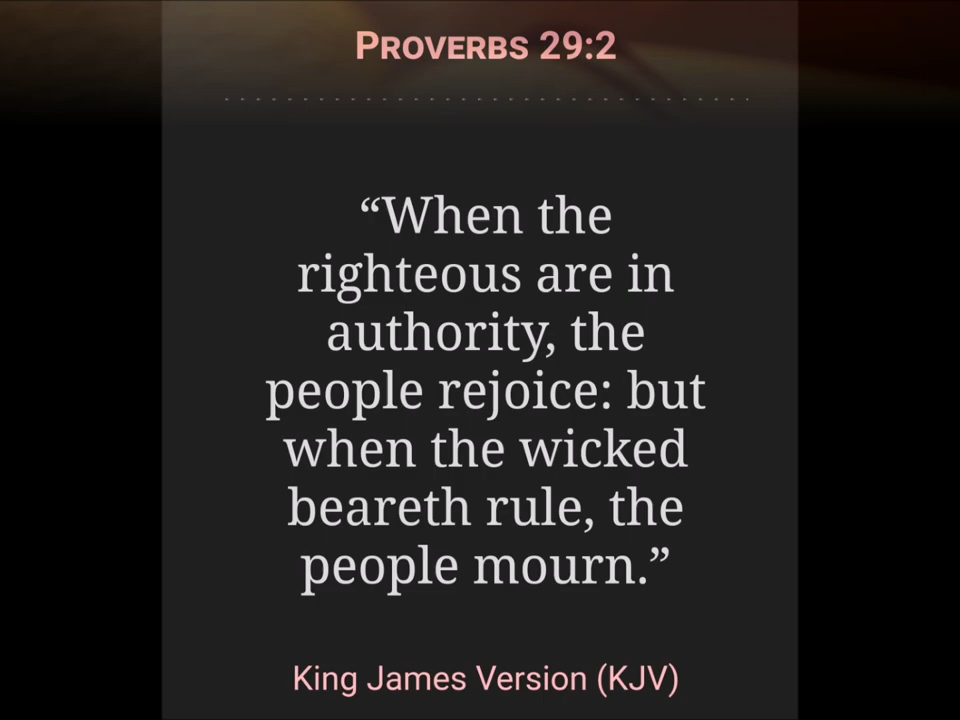 PROVERBS 29:2
“When the
righteous are in
authority, the
people rejoice: but
when the wicked
beareth rule, the
people mourn.”
King James Version (KJV)